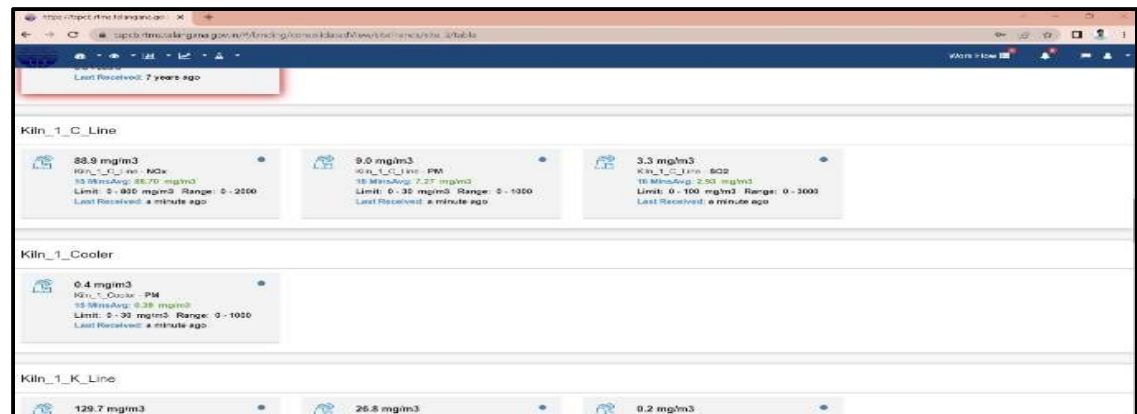 Last Received: 7 years ago
Kiln_1_C_Line
88.9 mg/m3
Kiln_1_C_Line - NOx
15 MinsAvg: 88.70 mg/m3
Limit: 0 - 800 mg/m3 Range: 0 - 2000
Last Received: a minute ago
9.0 mg/m3
Kiln_1_C_Line - PM
15 MinsAvg: 7.27 mg/m3
Limit: 0 - 30 mg/m3 Range: 0 - 1000
Last Received: a minute ago
3.3 mg/m3
Kiln_1_C_Line - SO2
15 MinsAvg: 2.93 mg/m3
Limit: 0 - 100 mg/m3 Range: 0 - 3000
Last Received: a minute ago
Kiln_1_Cooler
0.4 mg/m3
Kiln_1_Cooler - PM
15 MinsAvg: 0.38 mg/m3
Limit: 0 - 30 mg/m3 Range: 0 - 1000
Last Received: a minute ago
Kiln_1_K_Line
129.7 mg/m3
26.8 mg/m3
0.2 mg/m3